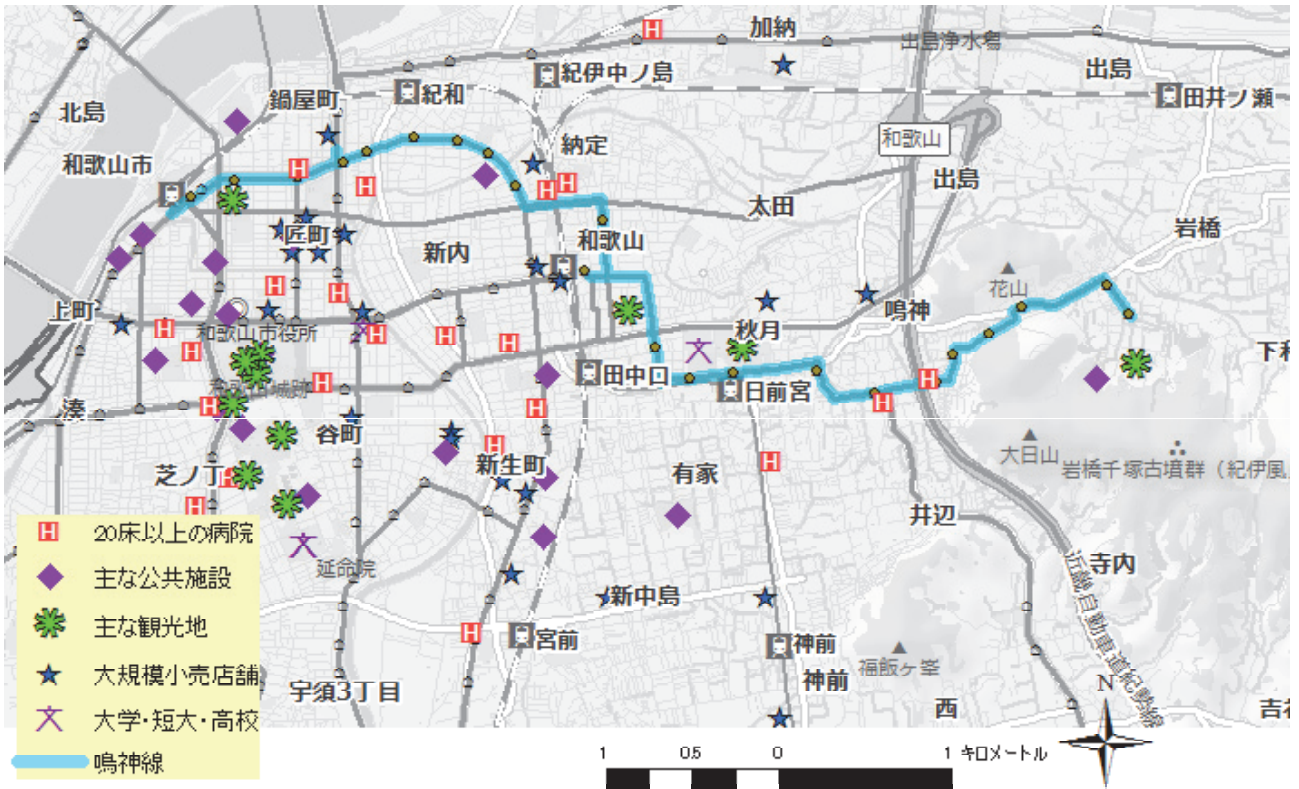 加納
出島浄水場
紀伊中ノ島
出島
田井ノ瀬
紀和
鍋屋町
北島
和歌山
納定
和歌山市
出島
太田
岩橋
匠町
新内
和歌山
花山
上町
鳴神
和歌山市役所
秋月
下和
田中口
日前宮
湊
谷町
大日山
岩橋千塚古墳群（紀伊風
芝ノ丁
新生町
有家
井辺
20床以上の病院
主な公共施設
延命院
寺内
近畿自動車道紀勢線
主な観光地
新中島
宮前
神前
福飯ヶ峯
大規模小売店舗
宇須3丁目
神前
西
N
吉礼
大学・短大・高校
鳴神線
1
0.5
0
1 キロメートル